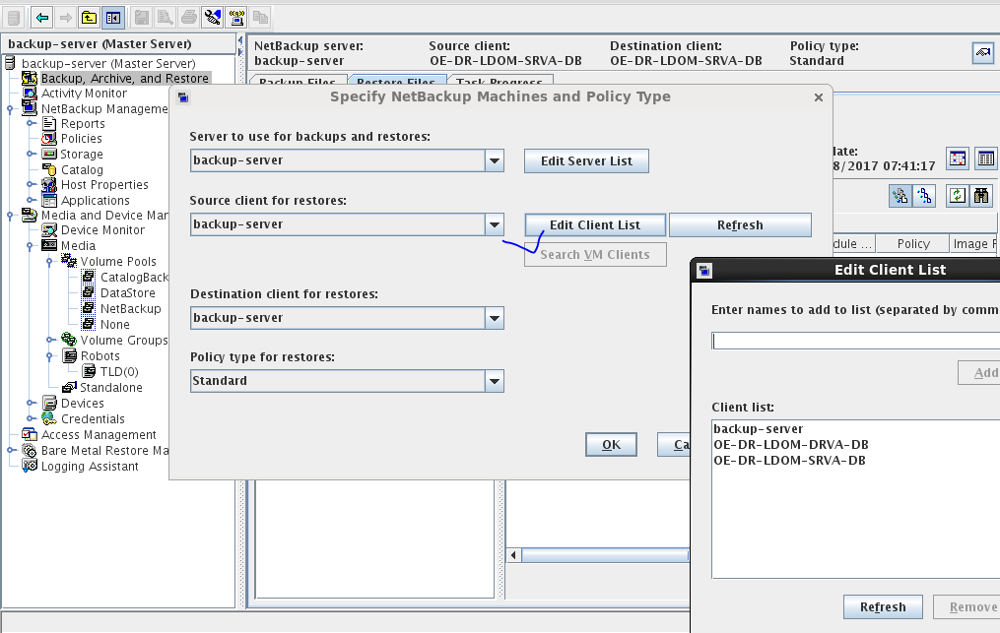 backup-server (Master Server)
backup-server (Master Server)
Backup, Archive, and Restore
Activity Monitor
NetBackup Manageme
Reports
Policies
Storage
Catalog
Host Properties
Applications
Media and Device Man
Device Monitor
Media
Volume Pools
CatalogBack
DataStore
NetBackup
None
Volume Groups
Robots
TLD(0)
Standalone
Devices
Credentials
Access Management
Bare Metal Restore Ma
Logging Assistant
NetBackup server: Source client: Destination client: Policy type:
backup-server OE-DR-LDOM-SRVA-DB OE-DR-LDOM-SRVA-DB Standard
Backup Files Restore Files Task Progress
Specify NetBackup Machines and Policy Type
Server to use for backups and restores:
backup-server Edit Server List
Source client for restores:
backup-server Edit Client List Refresh
Search VM Clients
Destination client for restores:
backup-server
Policy type for restores:
Standard
OK Ca
date:
8/2017 07:41:17
dule ... Policy Image F
Edit Client List
Enter names to add to list (separated by comm
Add
Client list:
backup-server
OE-DR-LDOM-DRVA-DB
OE-DR-LDOM-SRVA-DB
Refresh Remove